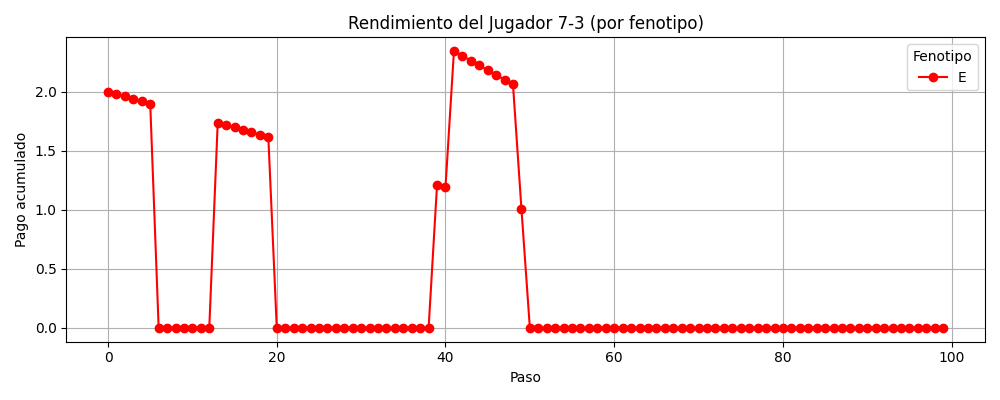 Rendimiento del Jugador 7-3 (por fenotipo)
Fenotipo
E
Pago acumulado
2.0
1.5
1.0
0.5
0.0
0 20 40 60 80 100
Paso